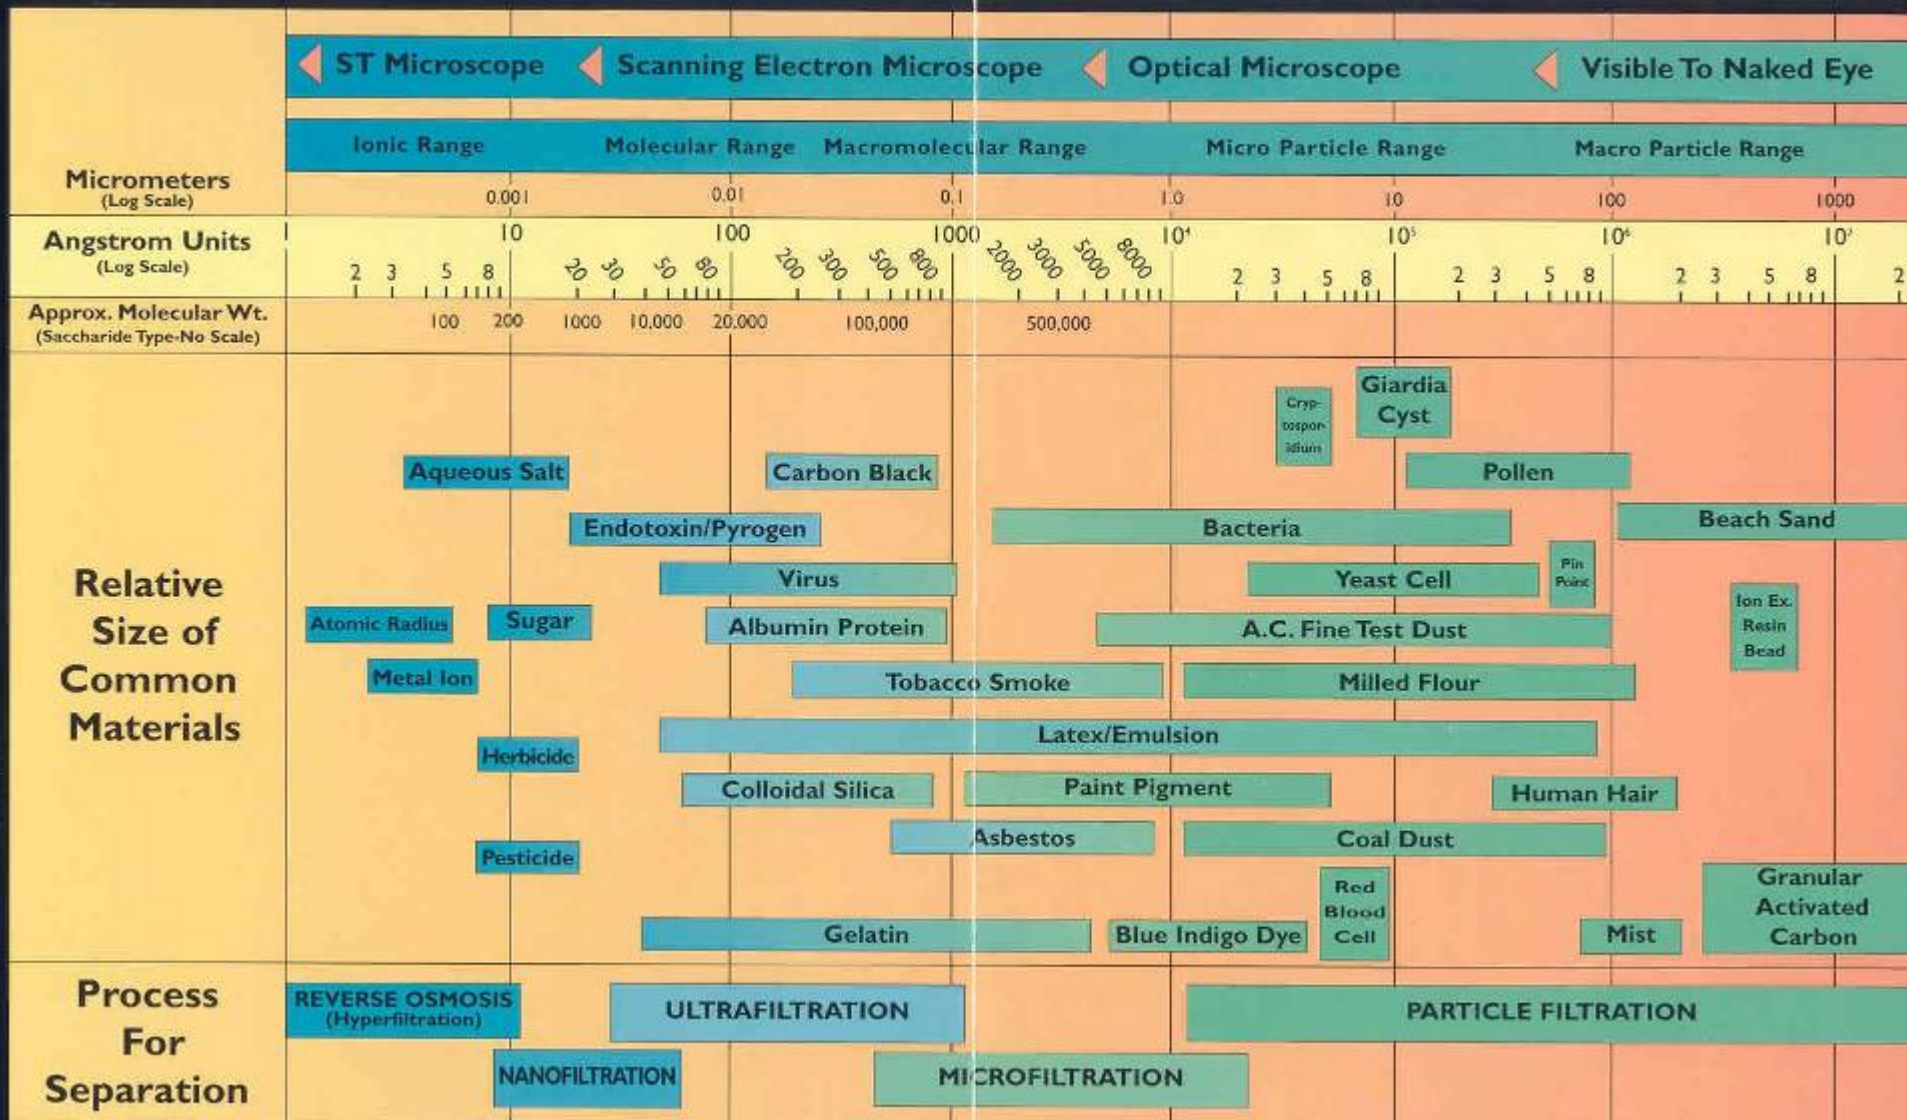 ST Microscope Scanning Electron Microscope Optical Microscope Visible To Naked Eye
Ionic Range Molecular Range Macromolecular Range Micro Particle Range Macro Particle Range
Micrometers
(Log Scale)
0.001 0.01 0.1 1.0 10 100 1000
Angstrom Units
(Log Scale)
1 10 100 1000 10⁴ 10⁵ 10⁶ 10⁷
2 3 5 8 20 30 50 80 200 300 500 800 2000 3000 5000 8000 2 3 5 8 2 3 5 8 2 3 5 8 2
Approx. Molecular Wt.
(Saccharide Type-No Scale)
100 200 1000 10,000 20,000 100,000 500,000
Relative
Size of
Common
Materials
Cryp-
tospor-
idium
Giardia
Cyst
Aqueous Salt Carbon Black Pollen
Endotoxin/Pyrogen Bacteria Beach Sand
Virus Yeast Cell
Pin
Point
Atomic Radius Sugar Albumin Protein A.C. Fine Test Dust
Ion Ex.
Resin
Bead
Metal Ion Tobacco Smoke Milled Flour
Latex/Emulsion
Herbicide
Colloidal Silica Paint Pigment Human Hair
Asbestos Coal Dust
Pesticide
Red
Blood
Cell
Granular
Activated
Carbon
Gelatin Blue Indigo Dye Mist
Process
For
Separation
REVERSE OSMOSIS
(Hyperfiltration)
ULTRAFILTRATION PARTICLE FILTRATION
NANOFILTRATION MICROFILTRATION